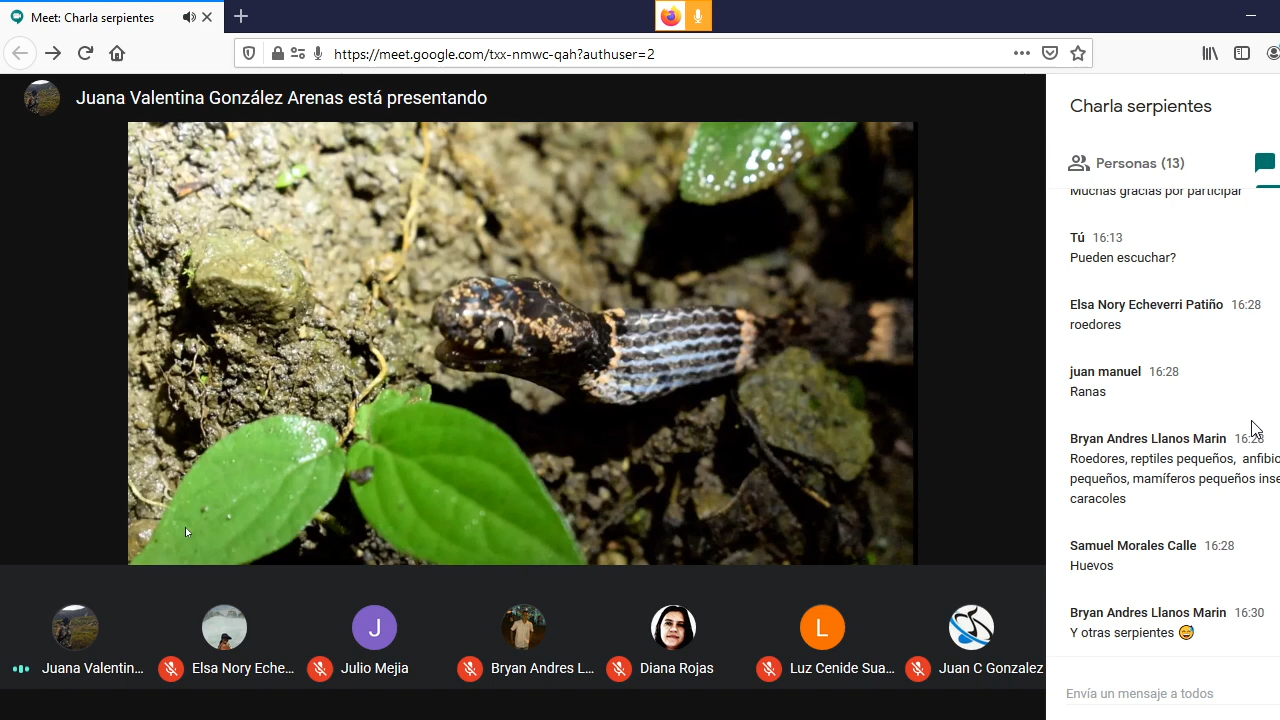 Meet: Charla serpientes
https://meet.google.com/txx-nmwc-qah?authuser=2
Juana Valentina González Arenas está presentando
Charla serpientes
Personas (13)
Muchas gracias por participar
Tú 16:13
Pueden escuchar?
Elsa Nory Echeverri Patiño 16:28
roedores
juan manuel 16:28
Ranas
Bryan Andres Llanos Marin 16:28
Roedores, reptiles pequeños, anfibio
pequeños, mamíferos pequeños inse
caracoles
Samuel Morales Calle 16:28
Huevos
Bryan Andres Llanos Marin 16:30
Y otras serpientes 😅
Envía un mensaje a todos
J
L
Juana Valentin...
Elsa Nory Eche...
Julio Mejia
Bryan Andres L...
Diana Rojas
Luz Cenide Sua...
Juan C Gonzalez